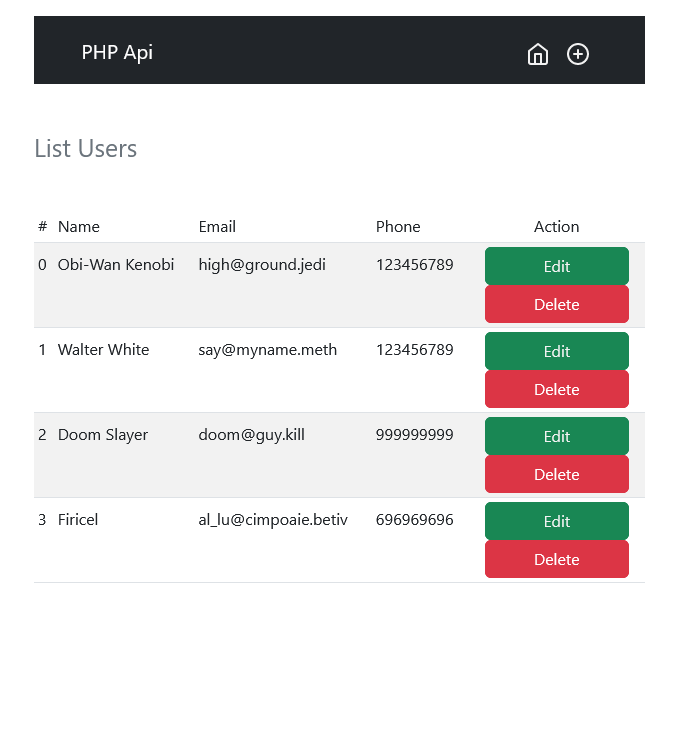 PHP Api
List Users
# Name Email Phone Action
0 Obi-Wan Kenobi high@ground.jedi 123456789 Edit
Delete
1 Walter White say@myname.meth 123456789 Edit
Delete
2 Doom Slayer doom@guy.kill 999999999 Edit
Delete
3 Firicel al_lu@cimpoaie.betiv 696969696 Edit
Delete